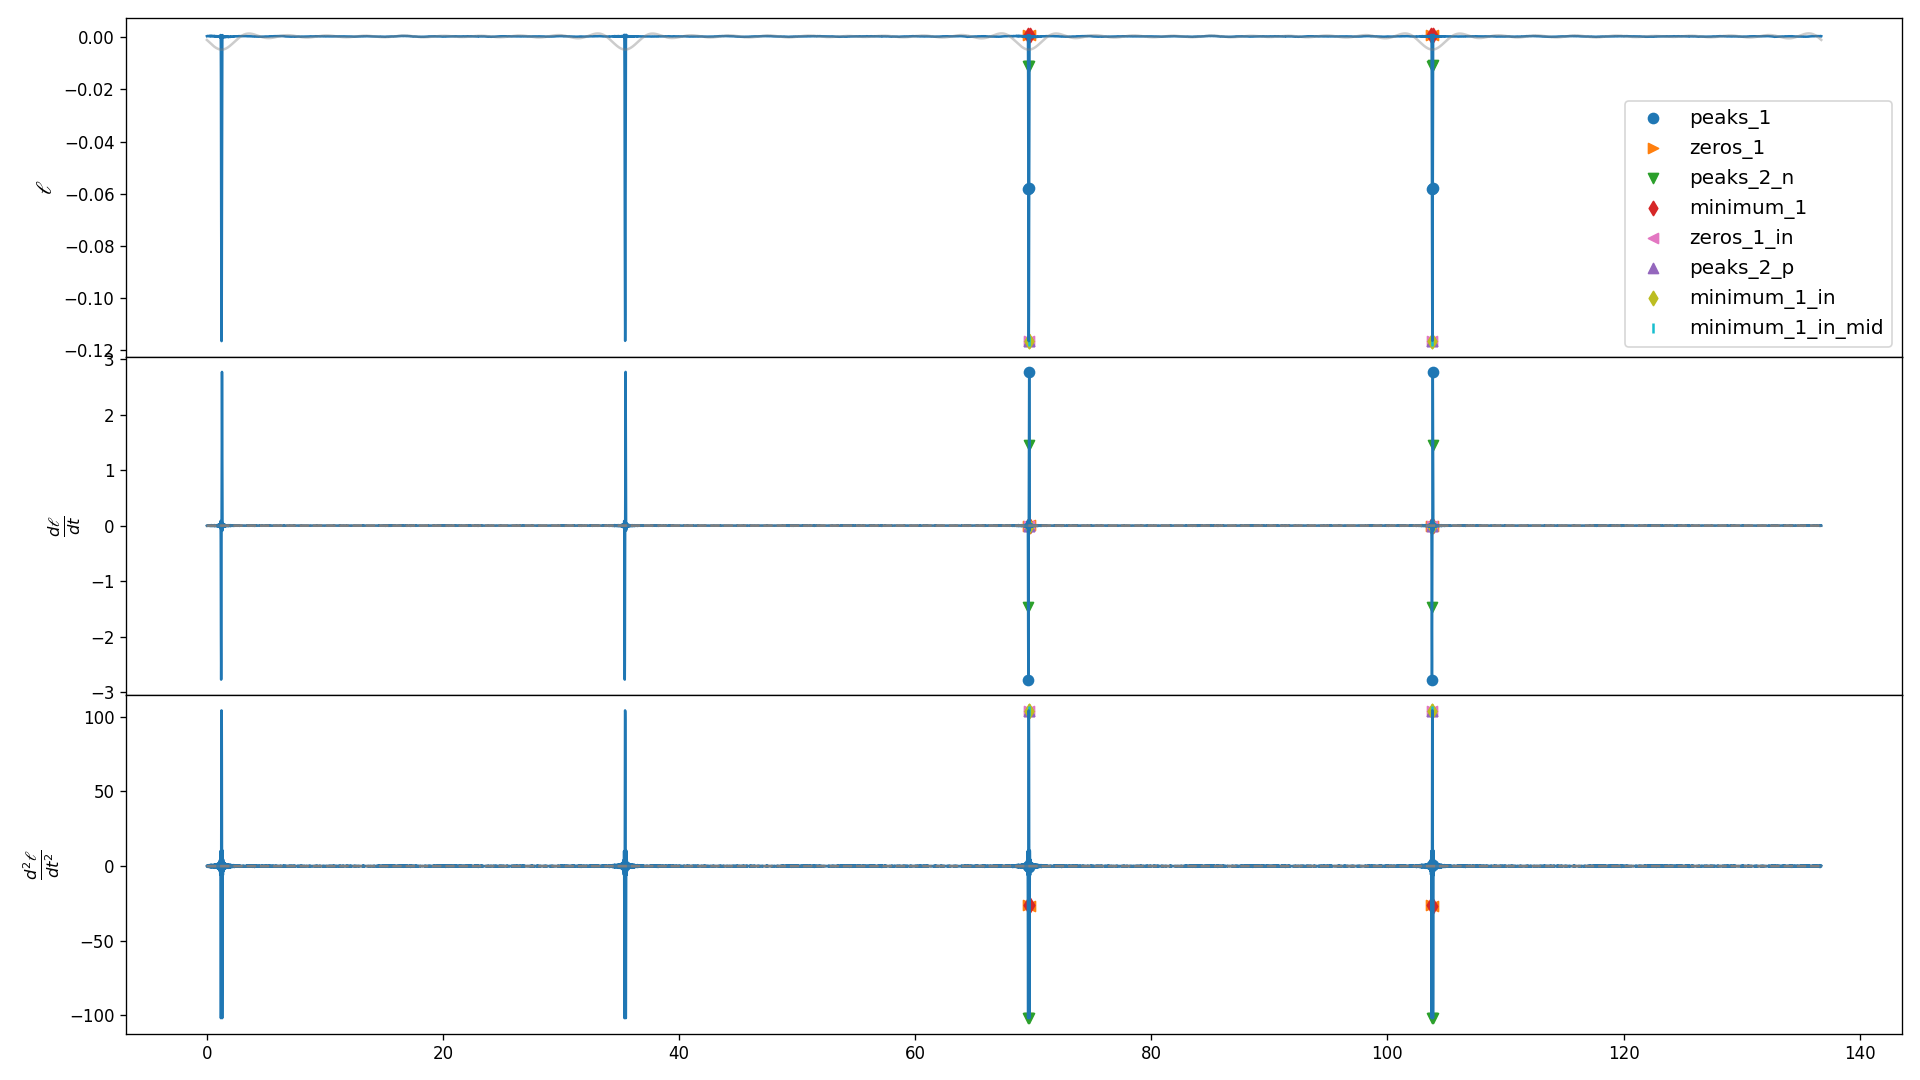 0.00
−0.02
−0.04
−0.06
−0.08
−0.10
−0.12
ℓ
peaks_1
zeros_1
peaks_2_n
minimum_1
zeros_1_in
peaks_2_p
minimum_1_in
minimum_1_in_mid
3
2
1
0
−1
−2
−3
dℓ
dt
100
50
0
−50
−100
d²ℓ
dt²
0 20 40 60 80 100 120 140